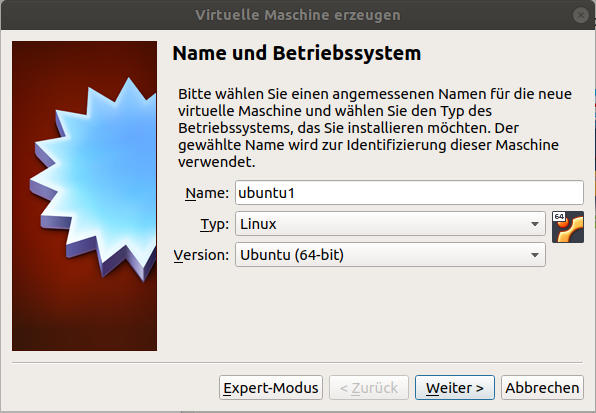 Virtuelle Maschine erzeugen
Name und Betriebssystem
Bitte wählen Sie einen angemessenen Namen für die neue
virtuelle Maschine und wählen Sie den Typ des
Betriebssystems, das Sie installieren möchten. Der
gewählte Name wird zur Identifizierung dieser Maschine
verwendet.
Name: ubuntu1
Typ: Linux 64
Version: Ubuntu (64-bit)
Expert-Modus < Zurück Weiter > Abbrechen